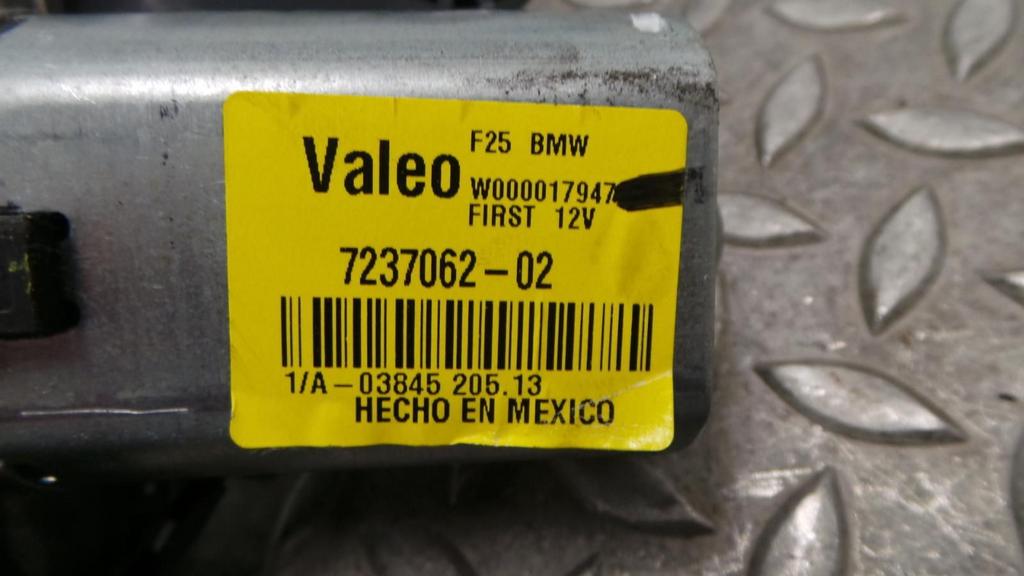 F25 BMW
Valeo W000017947
FIRST 12V
7237062-02
1/A-03845 205.13
HECHO EN MEXICO